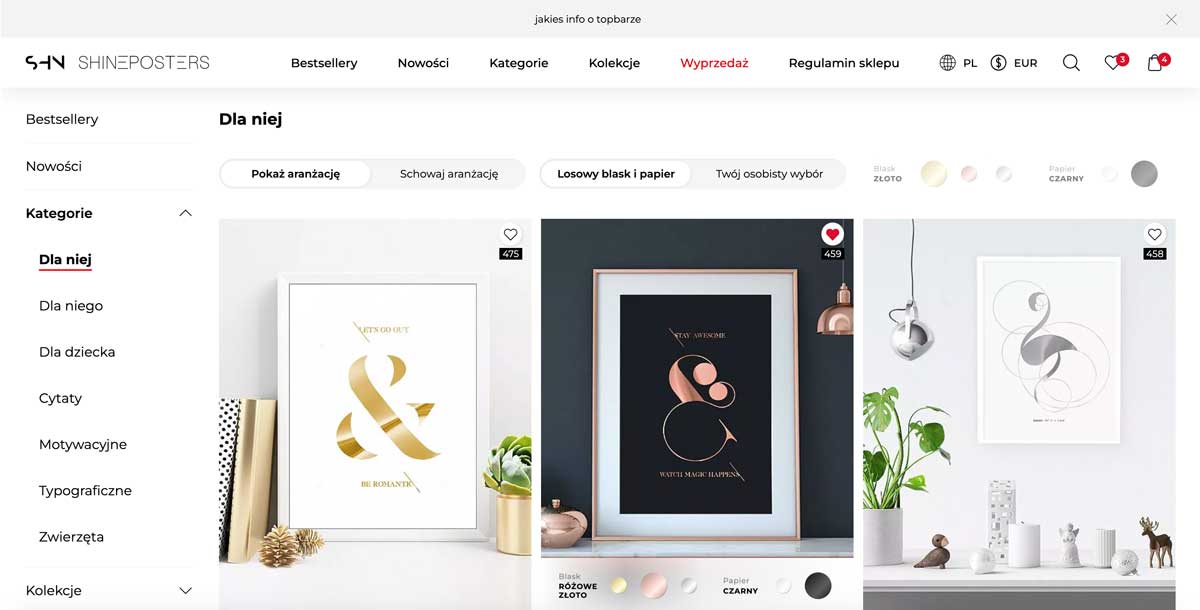 jakies info o topbarze
SHN SHINEPOSTERS
Bestsellery
Nowości
Kategorie
Kolekcje
Wyprzedaż
Regulamin sklepu
PL
EUR
3
4
Bestsellery
Nowości
Kategorie
Dla niej
Dla niego
Dla dziecka
Cytaty
Motywacyjne
Typograficzne
Zwierzęta
Kolekcje
Dla niej
Pokaż aranżację
Schowaj aranżację
Losowy blask i papier
Twój osobisty wybór
Blask
ZŁOTO
Papier
CZARNY
475
LET'S GO OUT
&
BE ROMANTIC
459
STAY AWESOME
&
WATCH MAGIC HAPPENS
Blask
RÓŻOWE
ZŁOTO
Papier
CZARNY
458